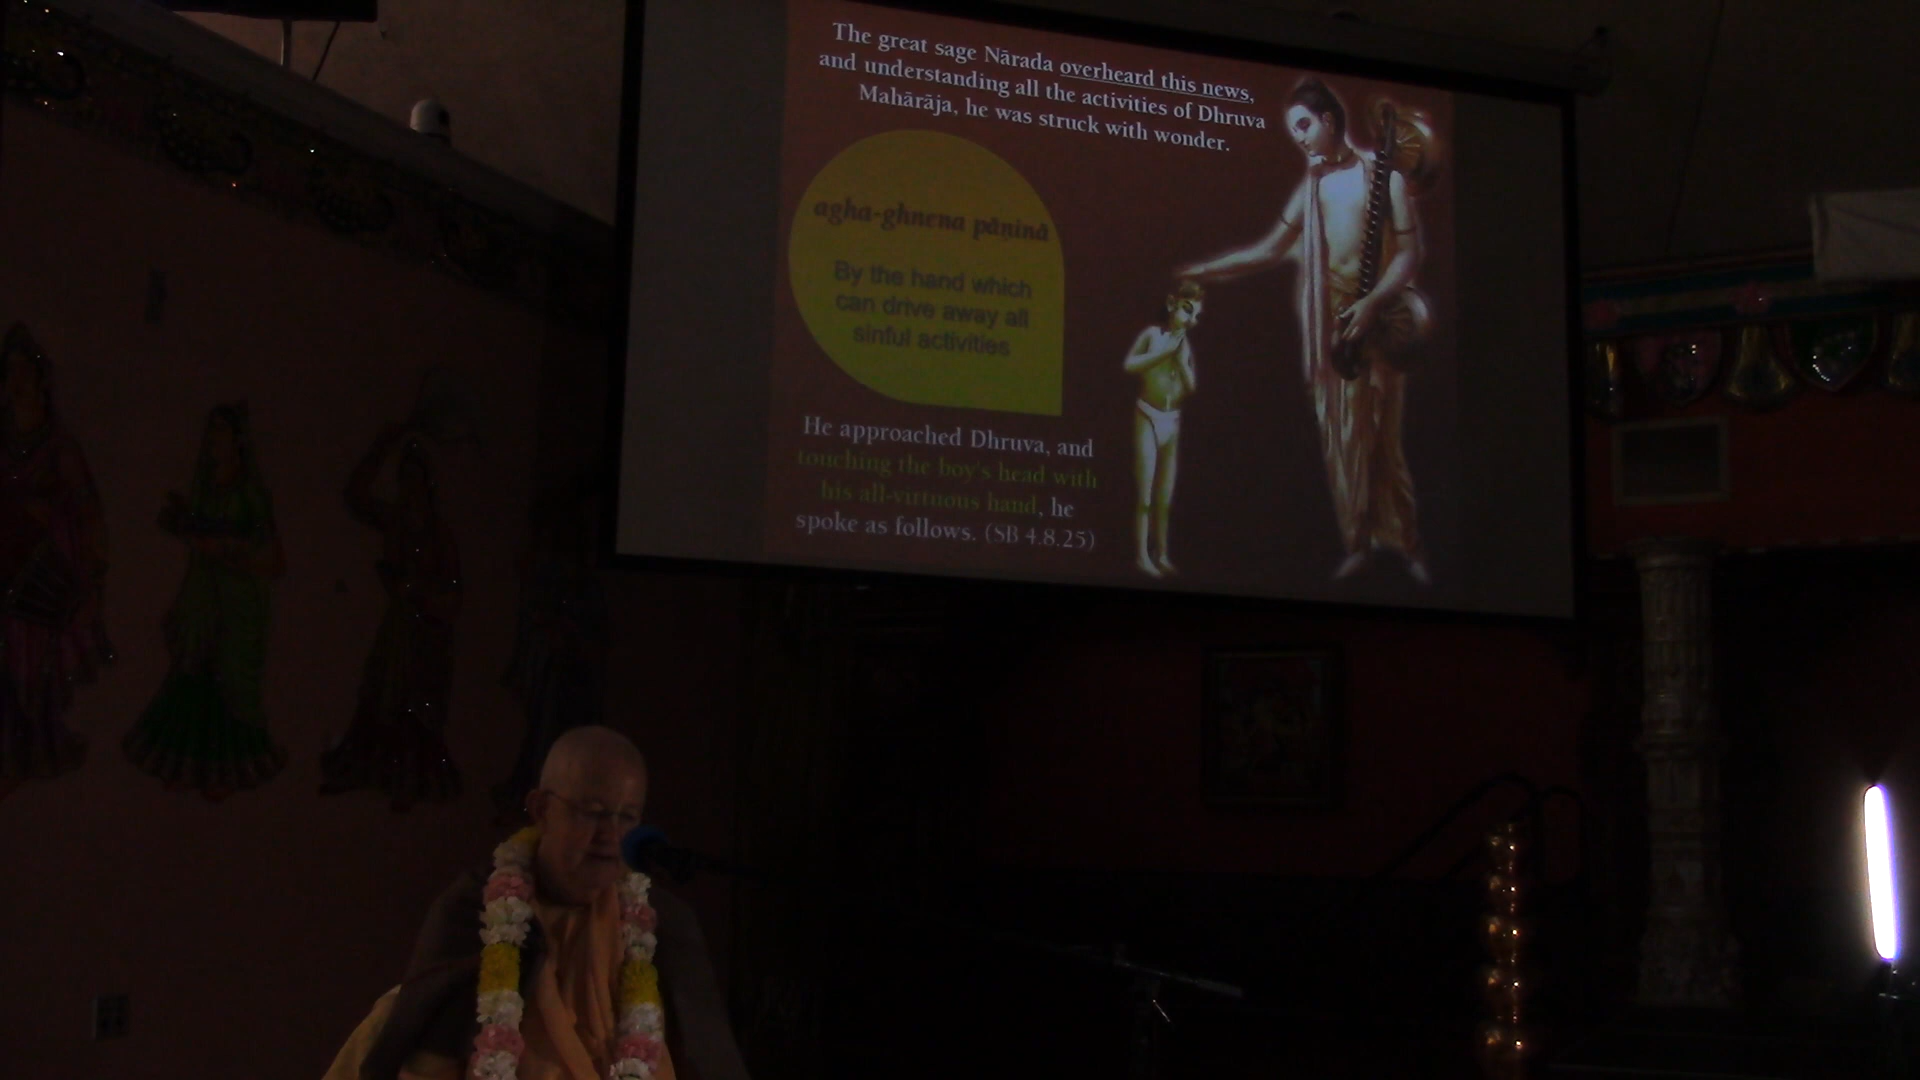 The great sage Nārada overheard this news,
and understanding all the activities of Dhruva
Mahārāja, he was struck with wonder.
agha-ghnena pāṇinā
By the hand which
can drive away all
sinful activities
He approached Dhruva, and
touching the boy's head with
his all-virtuous hand, he
spoke as follows. (SB 4.8.25)